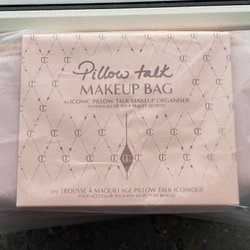 Pillow talk
MAKEUP BAG
AN ICONIC PILLOW TALK MAKEUP ORGANISER
TO HOLD ALL OF YOUR BEAUTY SECRETS!
UNE TROUSSE À MAQUILLAGE PILLOW TALK ICONIQUE
POUR ACCUEILLIR TOUS VOS SECRETS DE BEAUTÉ!